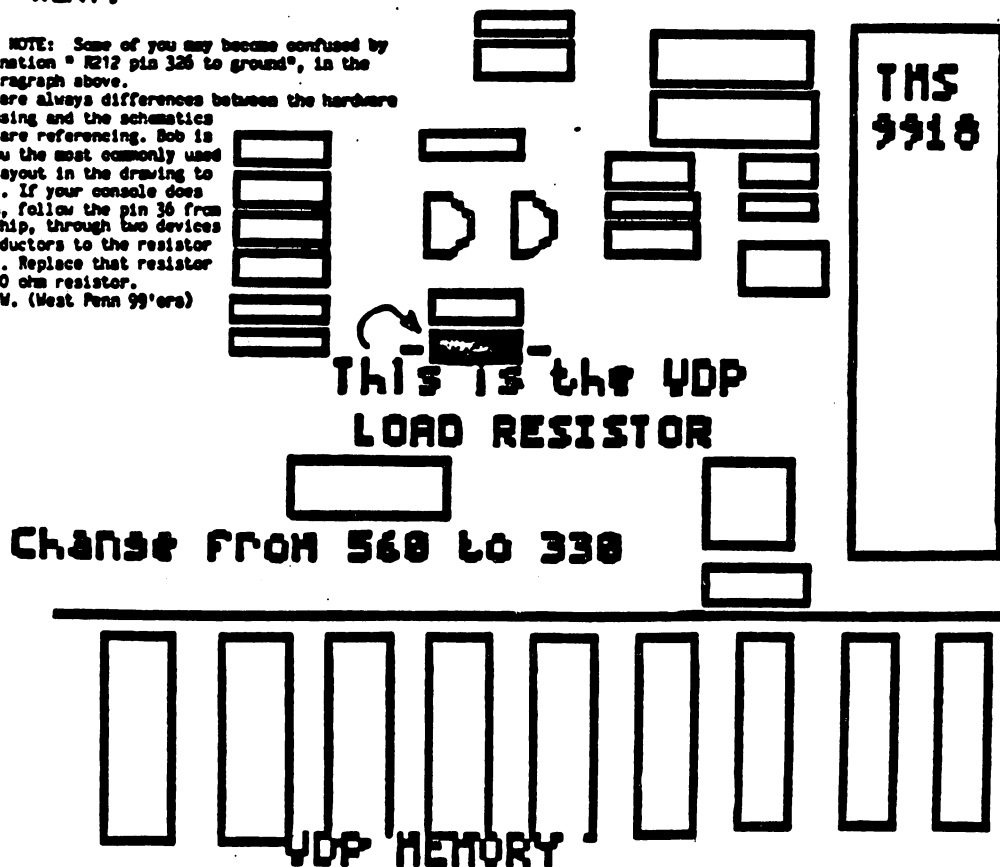 NOTE: Some of you may become confused by
nation " R212 pin 326 to ground", in the
ragraph above.
are always differences between the hardware
sing and the schematics
are referencing. Bob is
u the most commonly used
ayout in the drawing to
. If your console does
, follow the pin 36 from
hip, through two devices
ductors to the resistor
. Replace that resistor
0 ohm resistor.
W. (West Penn 99'ers)
TMS
9918
This is the VDP
LOAD RESISTOR
Change from 560 to 330
VDP MEMORY